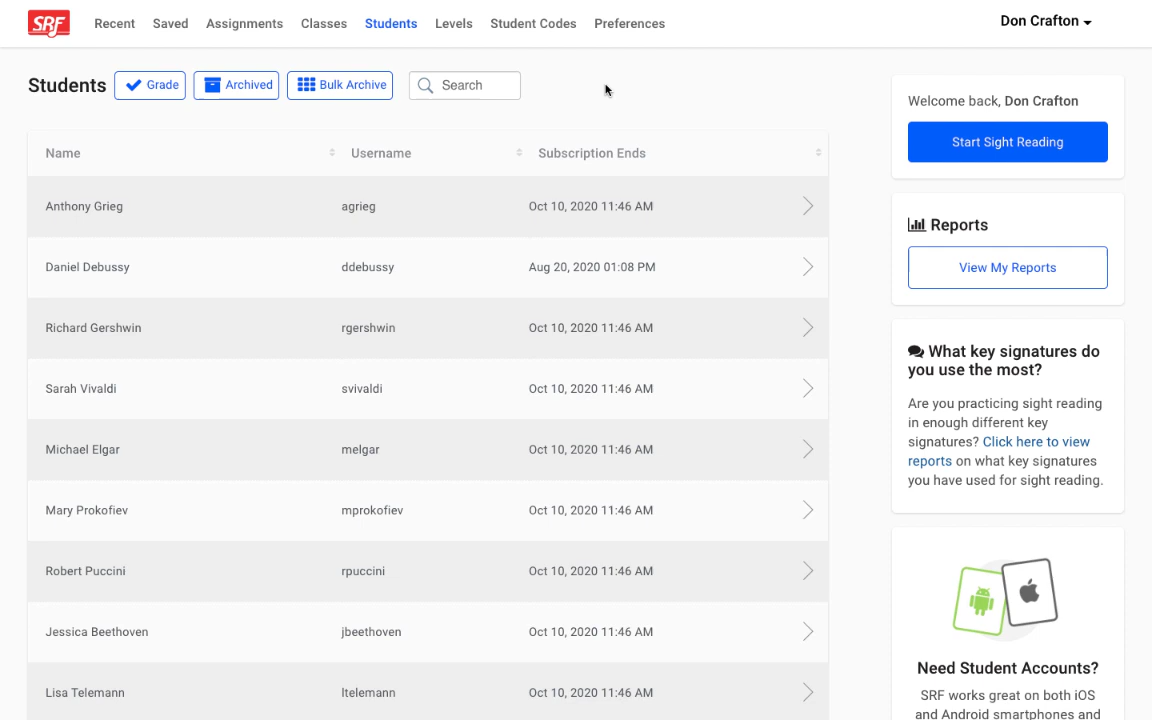 SRF Recent Saved Assignments Classes Students Levels Student Codes Preferences Don Crafton
Students Grade Archived Bulk Archive Search
Name Username Subscription Ends
Anthony Grieg agrieg Oct 10, 2020 11:46 AM
Daniel Debussy ddebussy Aug 20, 2020 01:08 PM
Richard Gershwin rgershwin Oct 10, 2020 11:46 AM
Sarah Vivaldi svivaldi Oct 10, 2020 11:46 AM
Michael Elgar melgar Oct 10, 2020 11:46 AM
Mary Prokofiev mprokofiev Oct 10, 2020 11:46 AM
Robert Puccini rpuccini Oct 10, 2020 11:46 AM
Jessica Beethoven jbeethoven Oct 10, 2020 11:46 AM
Lisa Telemann ltelemann Oct 10, 2020 11:46 AM
Welcome back, Don Crafton
Start Sight Reading
Reports
View My Reports
What key signatures do
you use the most?
Are you practicing sight reading
in enough different key
signatures? Click here to view
reports on what key signatures
you have used for sight reading.
Need Student Accounts?
SRF works great on both iOS
and Android smartphones and